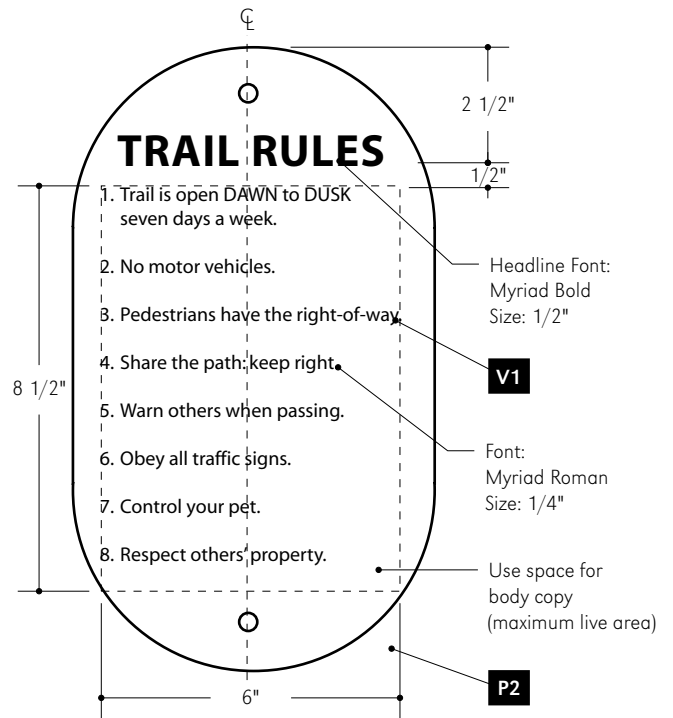 ℄
2 1/2"
TRAIL RULES
1/2"
1. Trail is open DAWN to DUSK
seven days a week.
2. No motor vehicles.
3. Pedestrians have the right-of-way.
4. Share the path: keep right.
5. Warn others when passing.
6. Obey all traffic signs.
7. Control your pet.
8. Respect others' property.
8 1/2"
Headline Font:
Myriad Bold
Size: 1/2"
V1
Font:
Myriad Roman
Size: 1/4"
Use space for
body copy
(maximum live area)
P2
6"